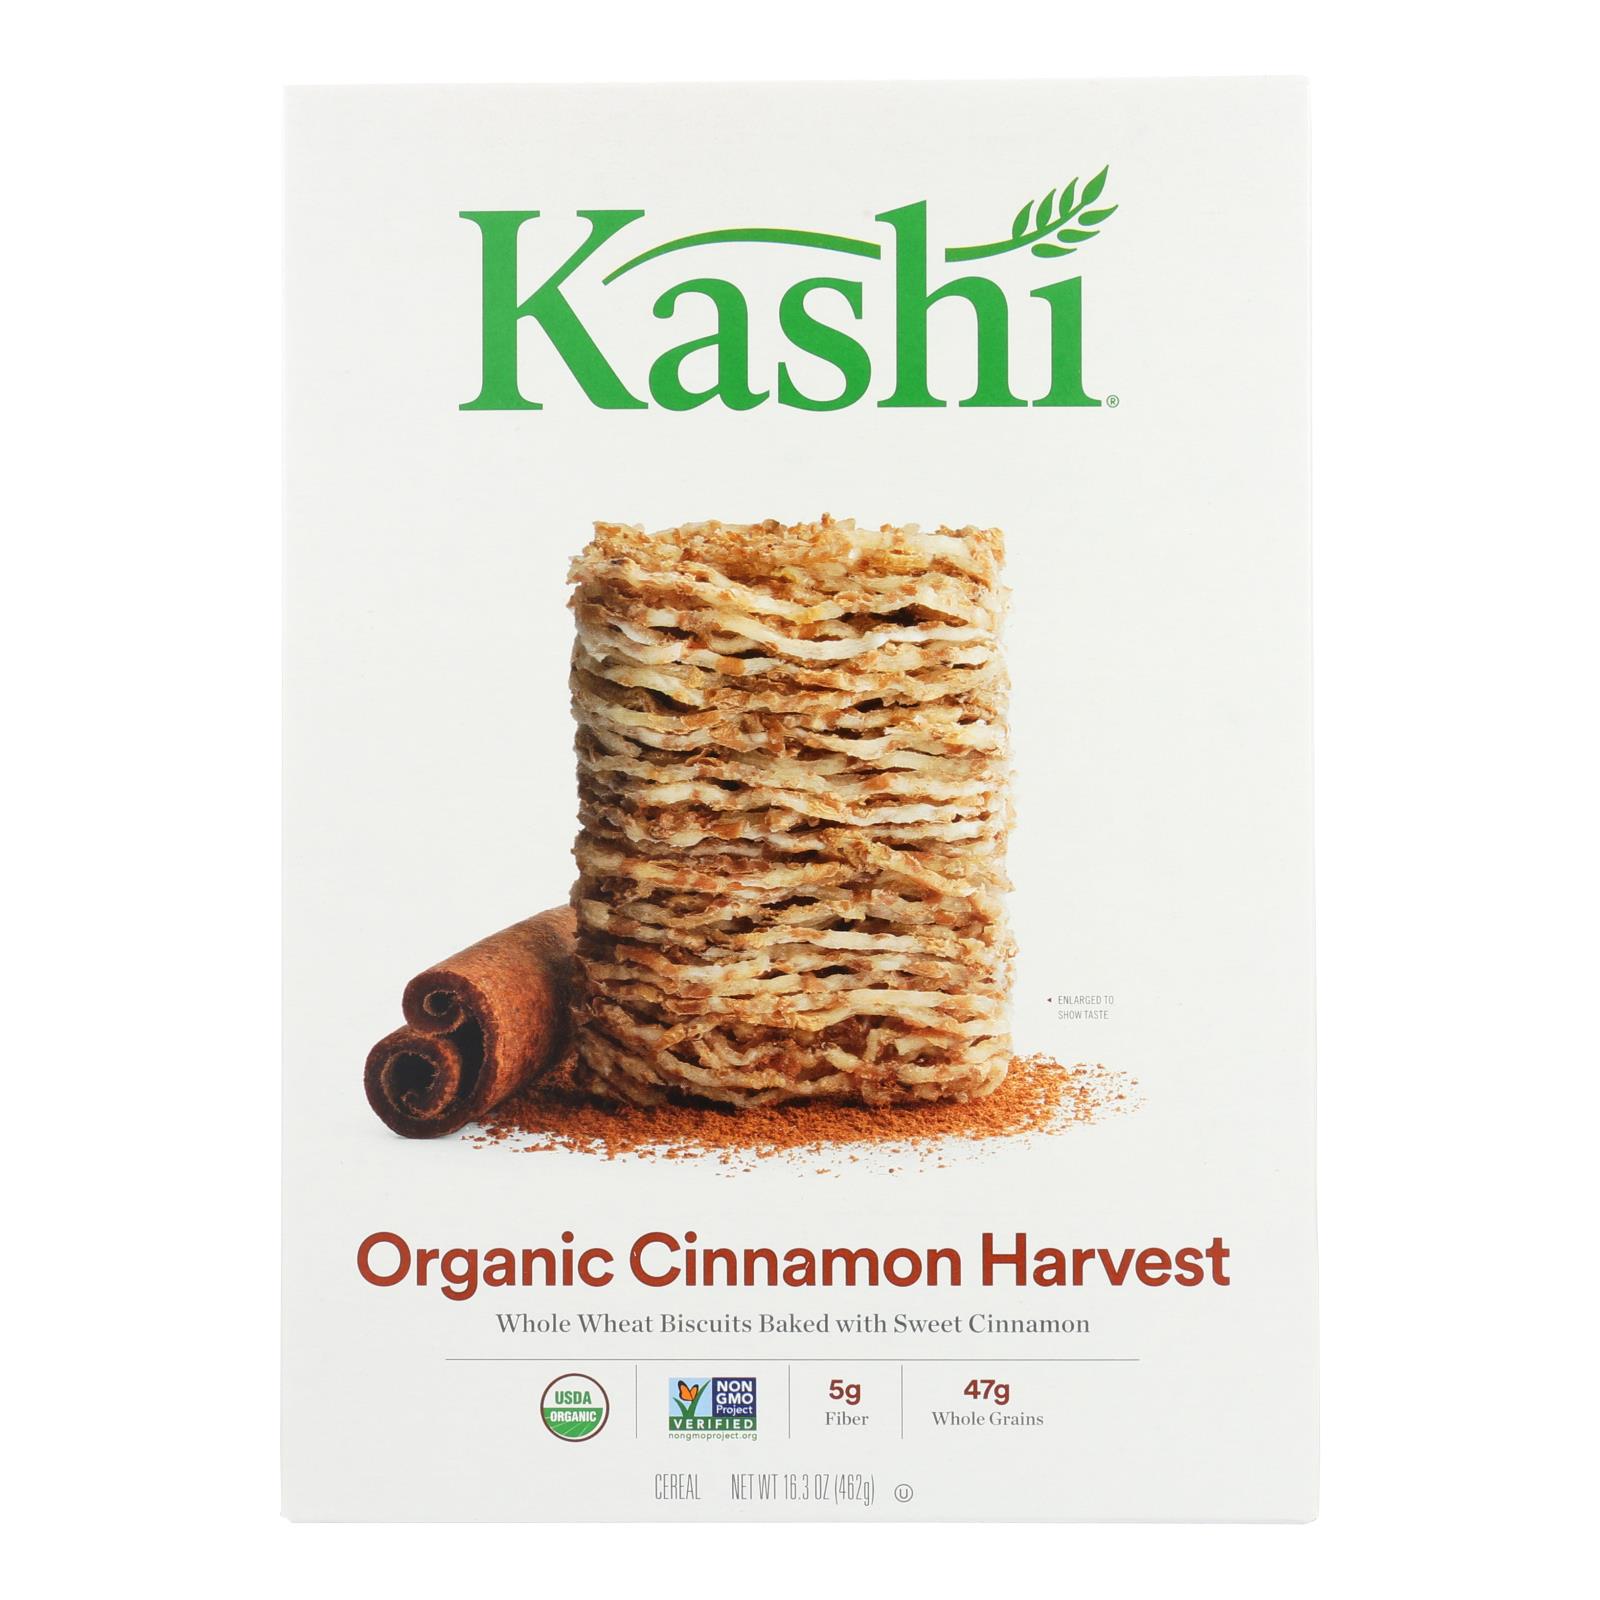 Kashi®
ENLARGED TO
SHOW TASTE
Organic Cinnamon Harvest
Whole Wheat Biscuits Baked with Sweet Cinnamon
USDA
ORGANIC
NON
GMO
Project
VERIFIED
nongmoproject.org
5g
Fiber
47g
Whole Grains
CEREAL NET WT 16.3 OZ (462g) U